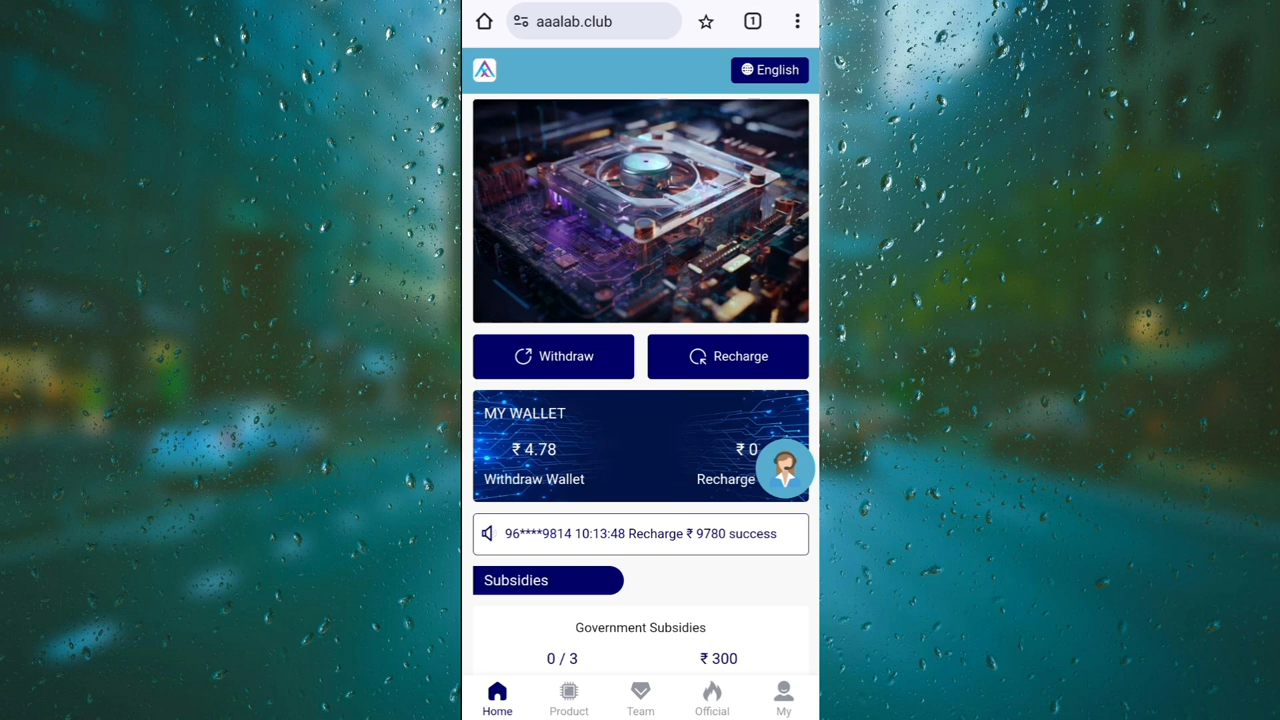 aaalab.club
1
English
Withdraw
Recharge
MY WALLET
₹ 4.78
₹ 0
Withdraw Wallet
Recharge
96****9814 10:13:48 Recharge ₹ 9780 success
Subsidies
Government Subsidies
0 / 3
₹ 300
Home
Product
Team
Official
My